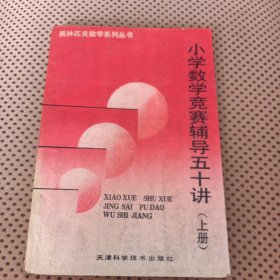 奥林匹克数学系列丛书
小学数学竞赛辅导五十讲
(上册)
XIAO XUE SHU XUE
JING SAI FU DAO
WU SHI JIANG
天津科学技术出版社